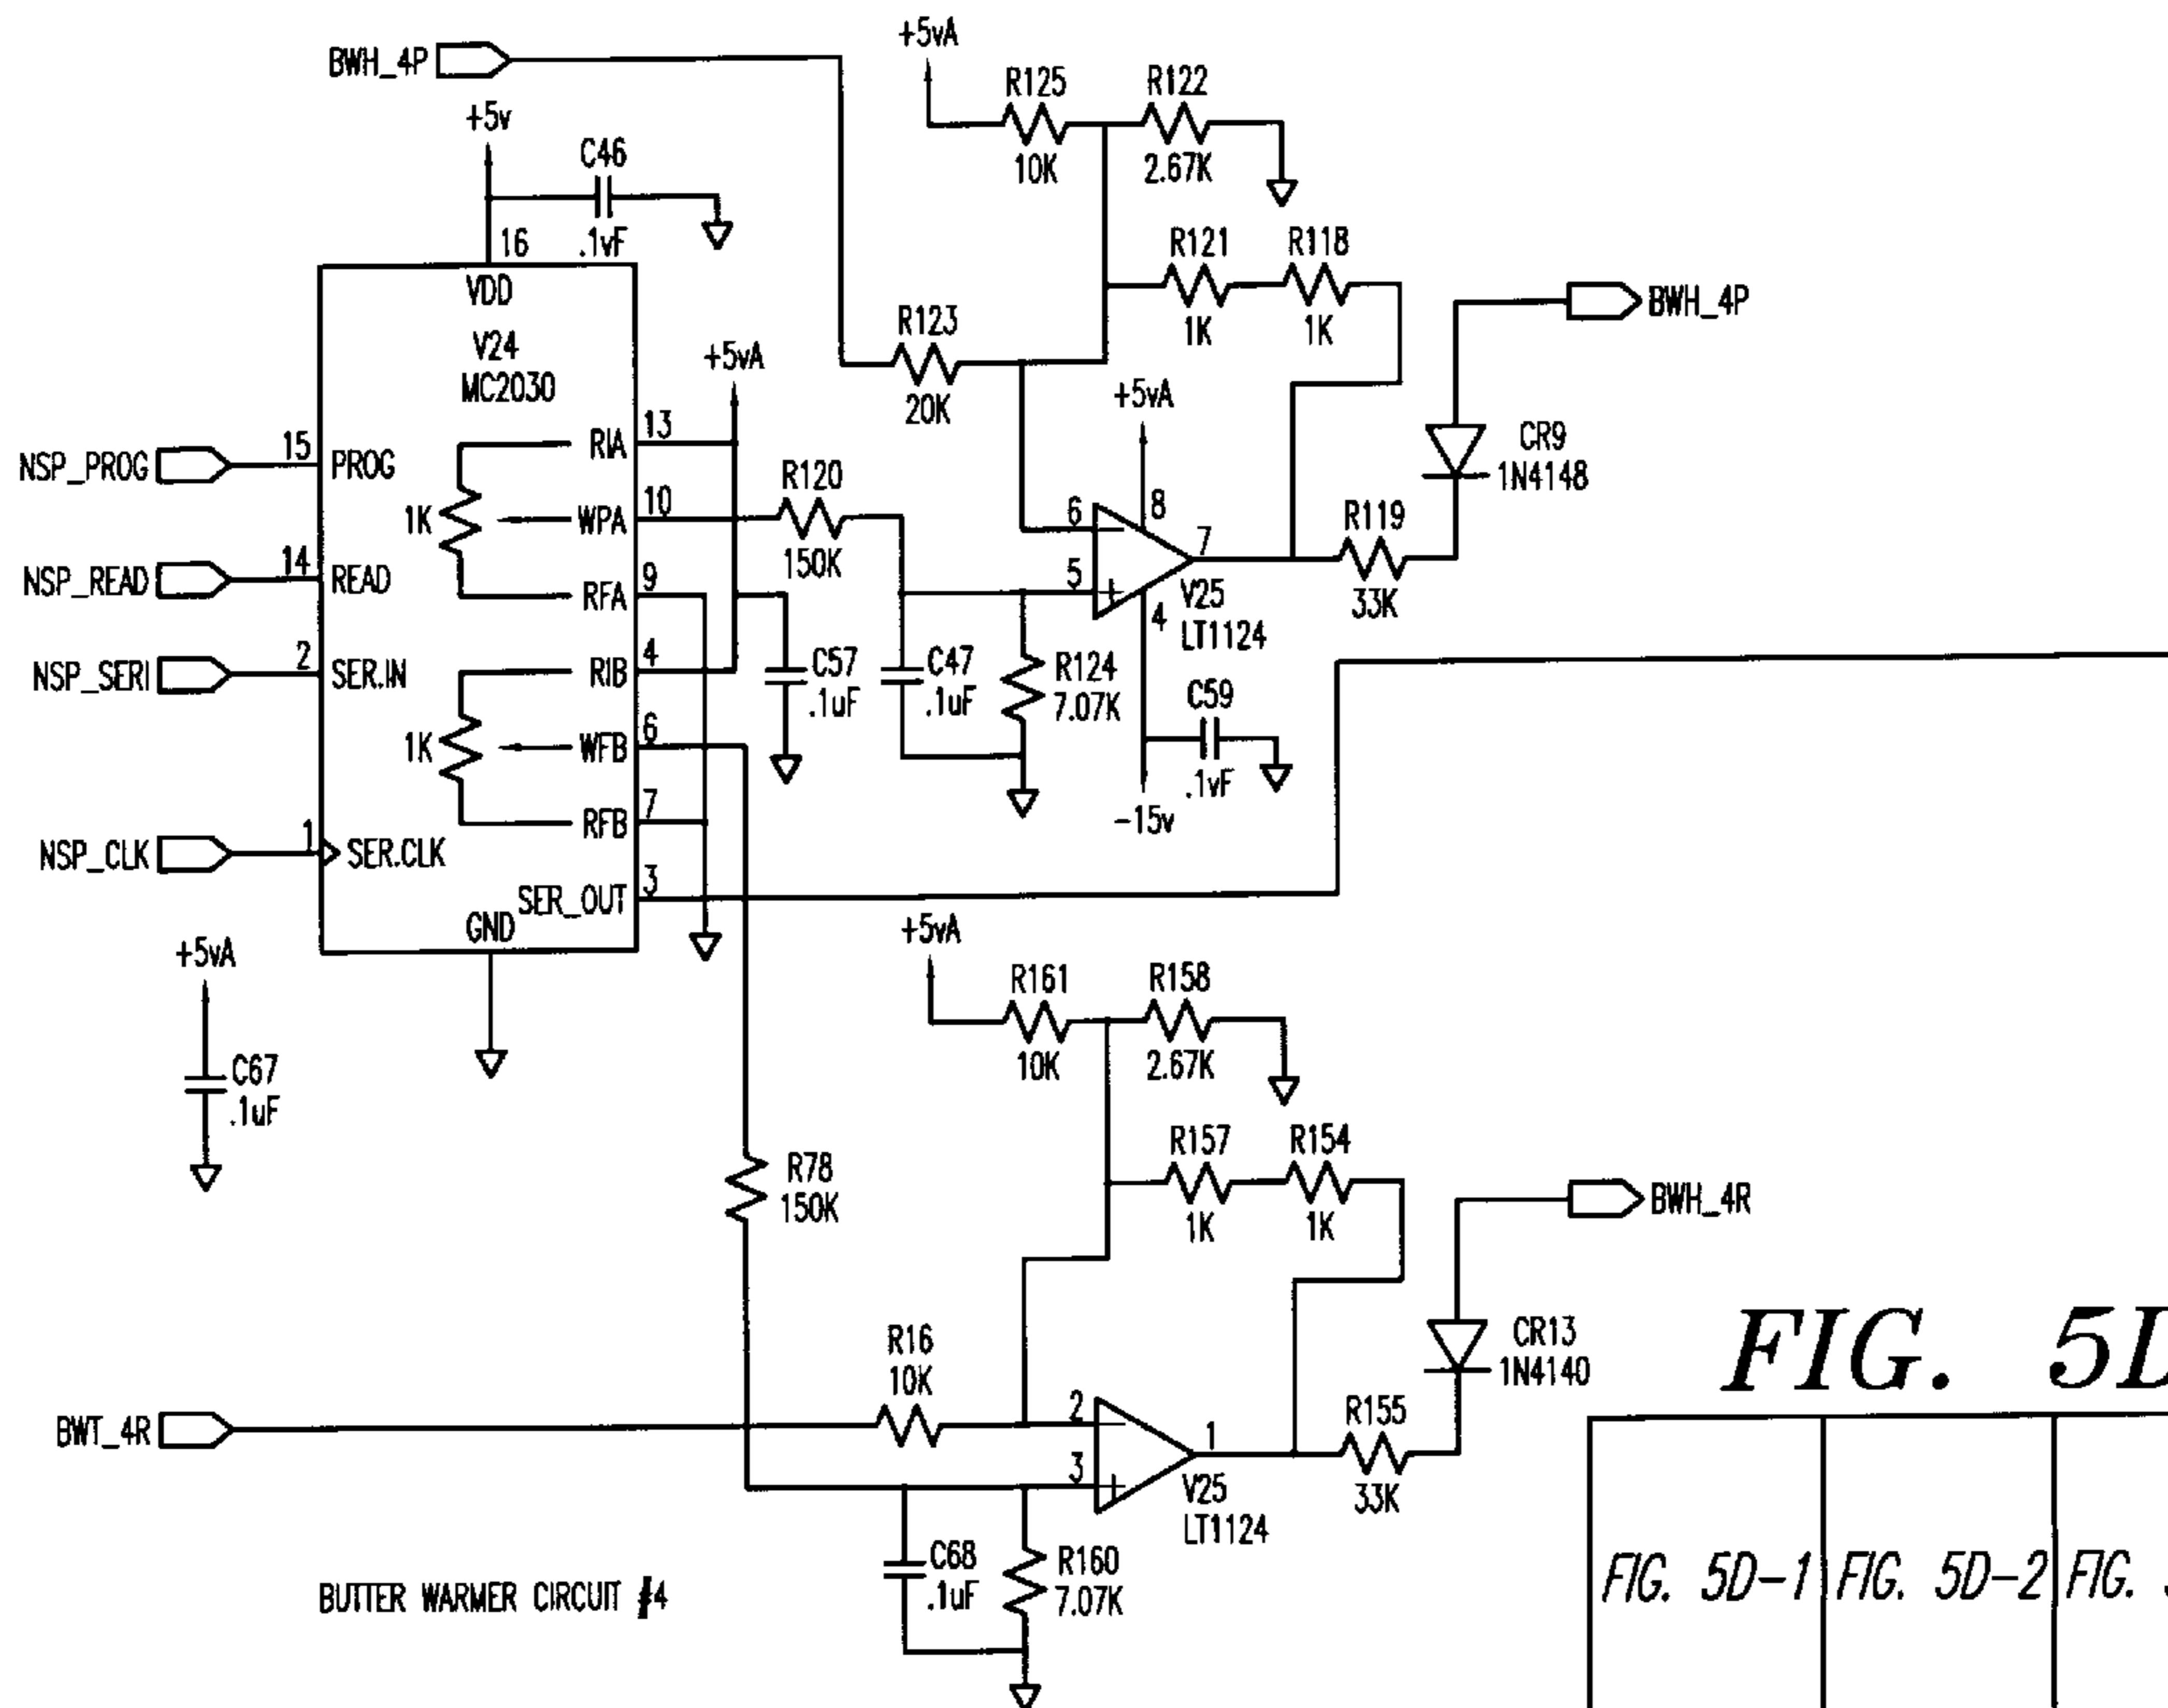 BWH_4P
+5v
C46
.1vF
16
VDD
V24
MC2030
NSP_PROG
15
PROG
NSP_READ
14
READ
NSP_SERI
2
SER.IN
NSP_CLK
1
SER.CLK
1K
RIA
13
WPA
10
RFA
9
1K
RIB
4
WFB
6
RFB
7
SER_OUT
3
GND
+5vA
C67
.1uF
+5vA
R120
150K
C57
.1uF
C47
.1uF
R124
7.07K
+5vA
R125
10K
R122
2.67K
R121
1K
R118
1K
R123
20K
+5vA
6
8
7
5
4
V25
LT1124
C59
.1vF
-15v
R119
33K
CR9
1N4148
BWH_4P
+5vA
R161
10K
R158
2.67K
R157
1K
R154
1K
R78
150K
BWT_4R
R16
10K
2
3
1
V25
LT1124
R155
33K
CR13
1N4140
BWH_4R
C68
.1uF
R160
7.07K
BUTTER WARMER CIRCUIT #4
FIG. 5D
FIG. 5D-1
FIG. 5D-2
FIG.